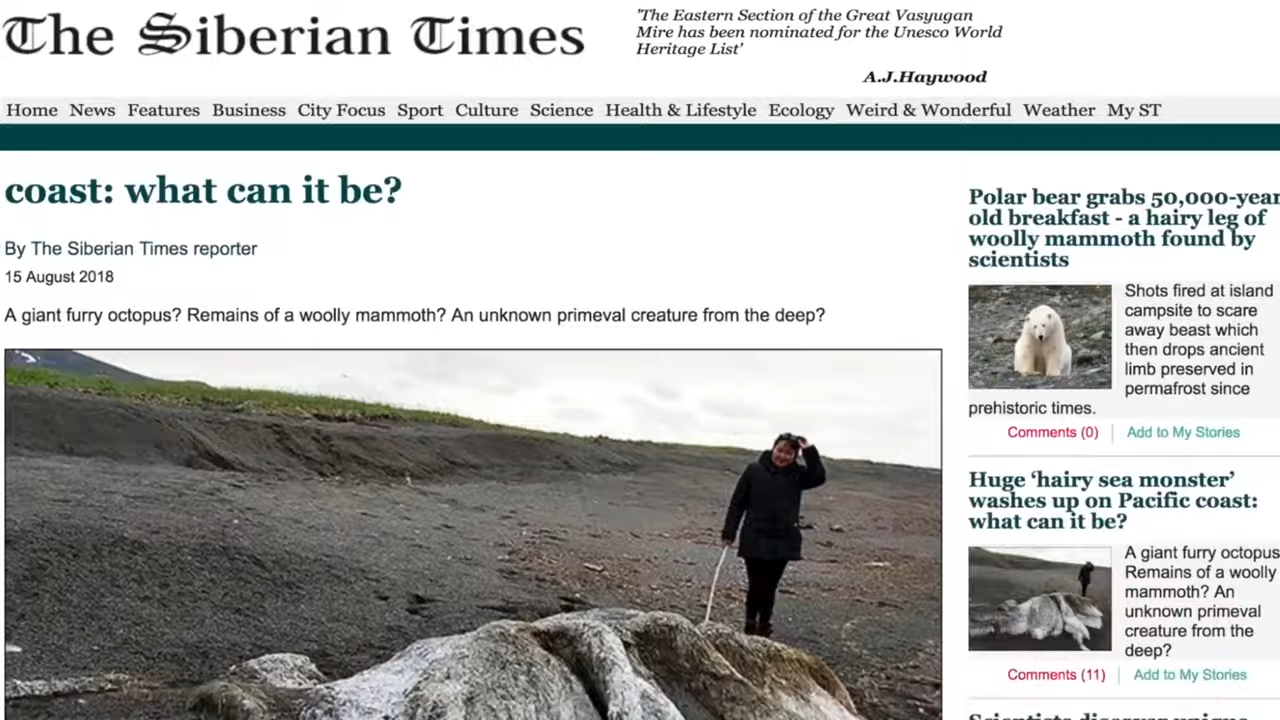 The Siberian Times
'The Eastern Section of the Great Vasyugan
Mire has been nominated for the Unesco World
Heritage List'
A.J.Haywood
Home News Features Business City Focus Sport Culture Science Health & Lifestyle Ecology Weird & Wonderful Weather My ST
coast: what can it be?
By The Siberian Times reporter
15 August 2018
A giant furry octopus? Remains of a woolly mammoth? An unknown primeval creature from the deep?
Polar bear grabs 50,000-year
old breakfast - a hairy leg of
woolly mammoth found by
scientists
Shots fired at island
campsite to scare
away beast which
then drops ancient
limb preserved in
permafrost since
prehistoric times.
Comments (0) Add to My Stories
Huge ‘hairy sea monster’
washes up on Pacific coast:
what can it be?
A giant furry octopus
Remains of a woolly
mammoth? An
unknown primeval
creature from the
deep?
Comments (11) Add to My Stories
Scientists discover unique